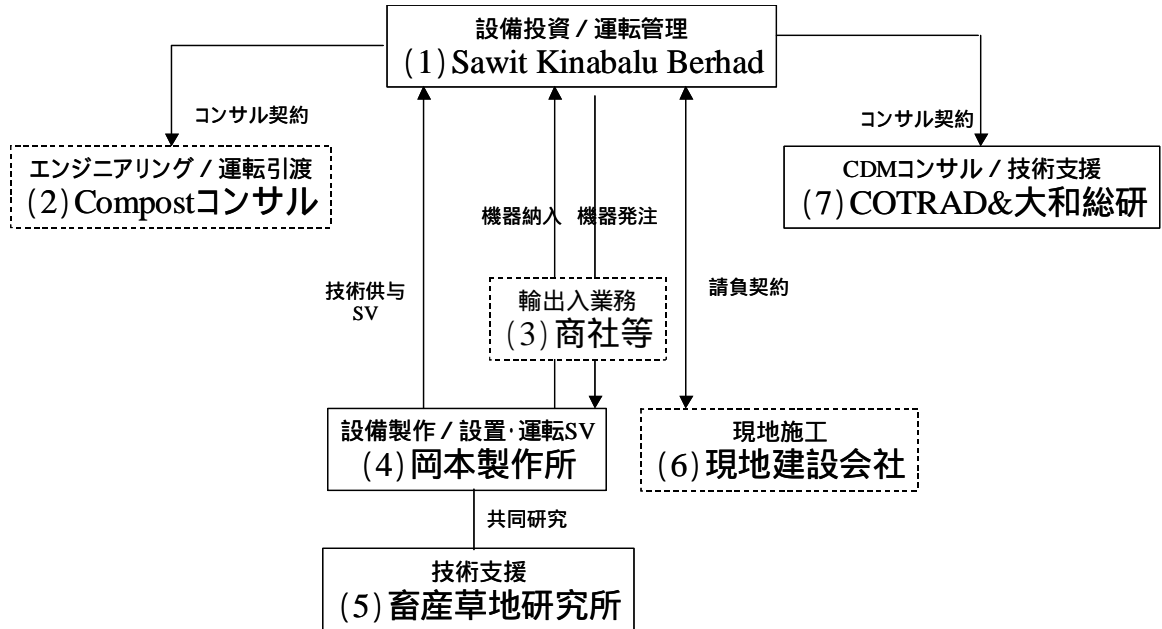 設備投資 / 運転管理
(1) Sawit Kinabalu Berhad
コンサル契約
コンサル契約
エンジニアリング / 運転引渡
(2) Compostコンサル
CDMコンサル / 技術支援
(7) COTRAD&大和総研
機器納入
機器発注
技術供与
SV
輸出入業務
(3) 商社等
請負契約
設備製作 / 設置・運転SV
(4) 岡本製作所
現地施工
(6) 現地建設会社
共同研究
技術支援
(5) 畜産草地研究所